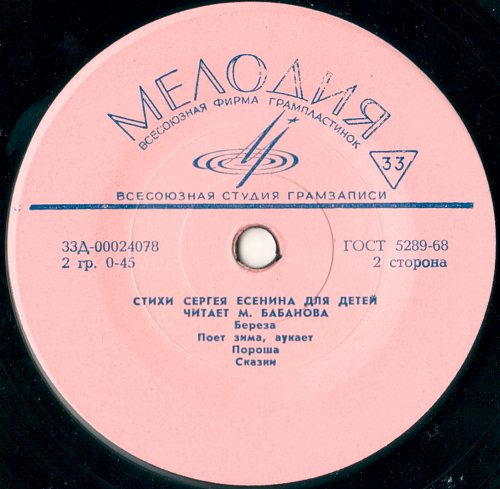 МЕЛОДИЯ
ВСЕСОЮЗНАЯ ФИРМА ГРАМПЛАСТИНОК
33
ВСЕСОЮЗНАЯ СТУДИЯ ГРАМЗАПИСИ
33Д-00024078 ГОСТ 5289-68
2 гр. 0-45 2 сторона
СТИХИ СЕРГЕЯ ЕСЕНИНА ДЛЯ ДЕТЕЙ
ЧИТАЕТ М. БАБАНОВА
Береза
Поет зима, аукает
Пороша
Сказки